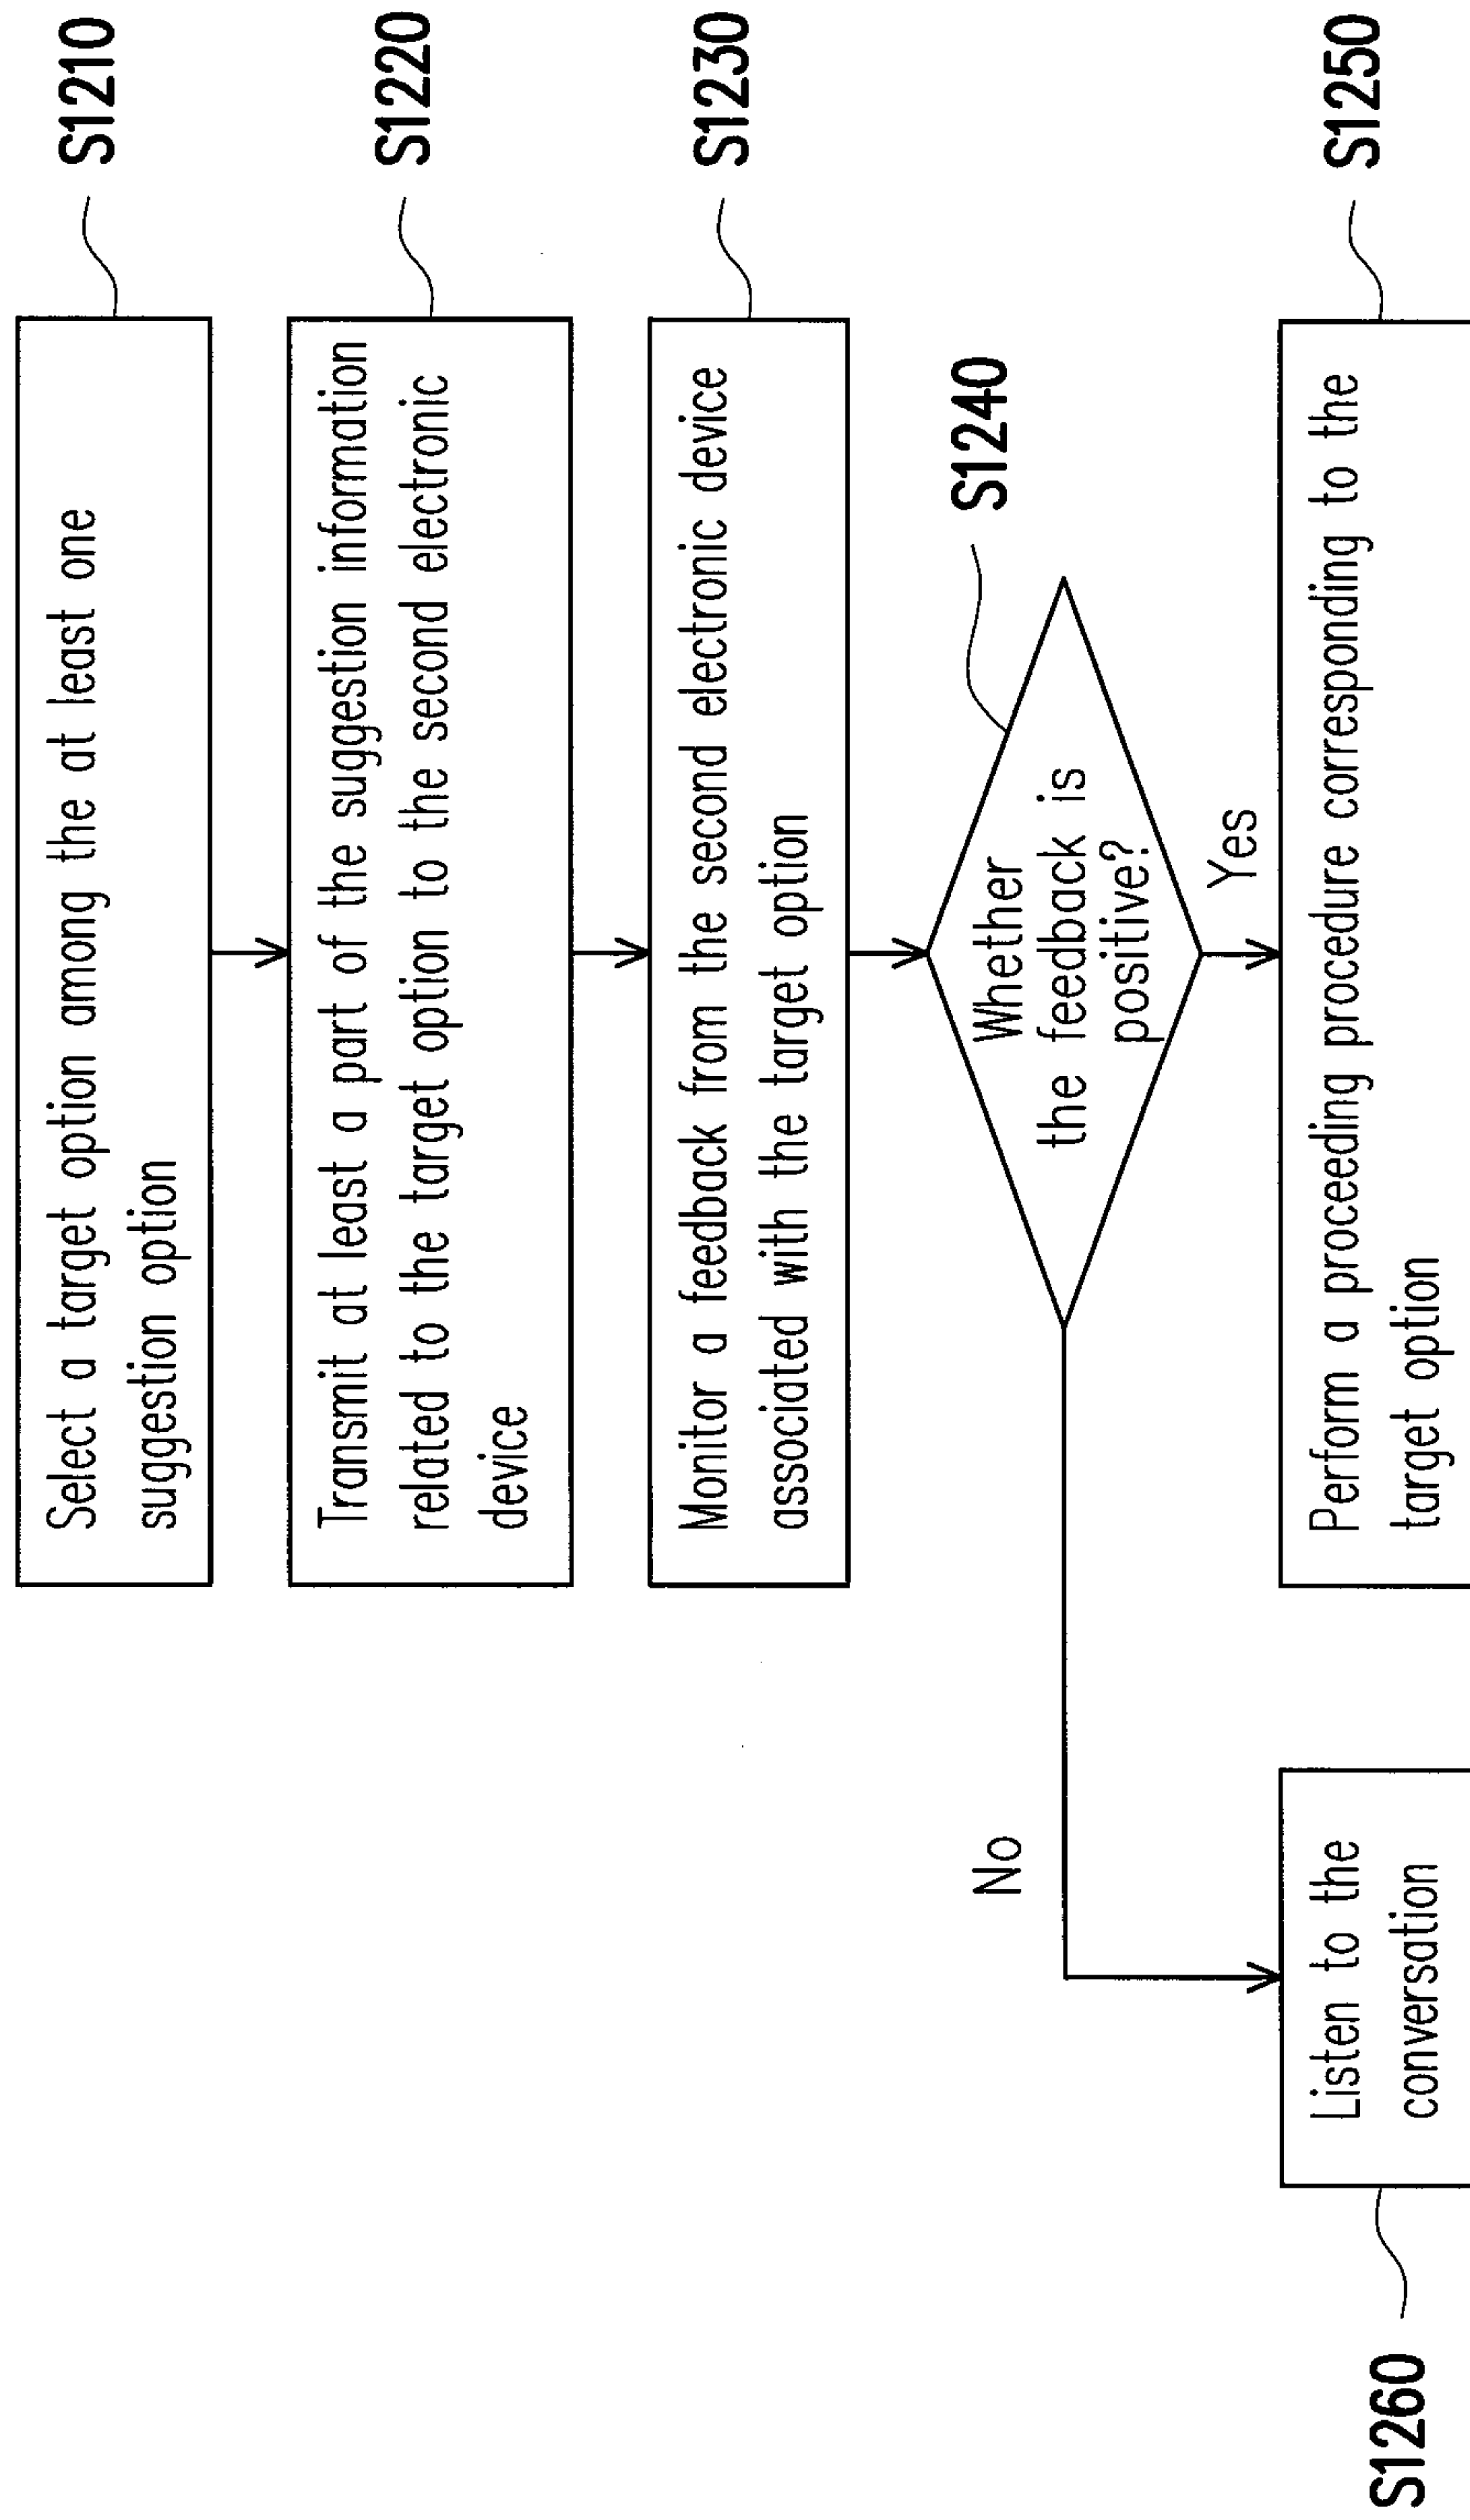 Select a target option among the at least one
suggestion option
S1210
Transmit at least a part of the suggestion information
related to the target option to the second electronic
device
S1220
Monitor a feedback from the second electronic device
associated with the target option
S1230
Whether
the feedback is
positive?
S1240
No
Yes
Listen to the
conversation
S1260
Perform a proceeding procedure corresponding to the
target option
S1250